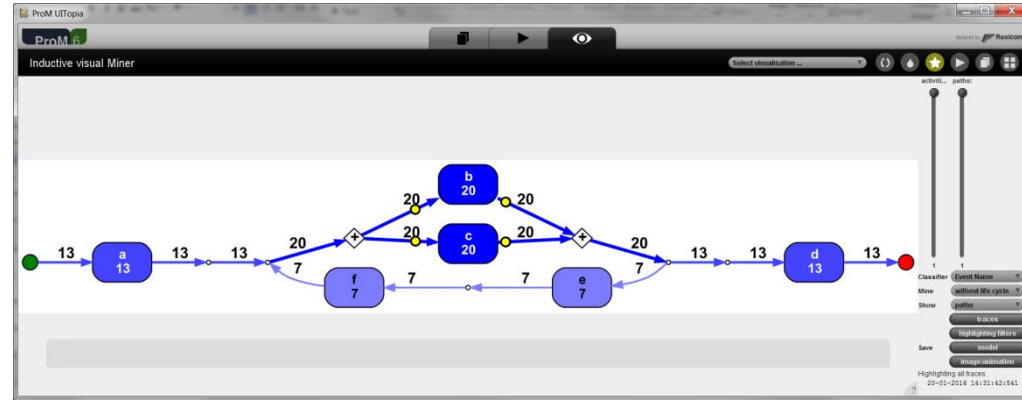 ProM UITopia
ProM 6
designed by fluxicon
Inductive visual Miner
Select visualisation ...
activiti... paths:
b
20
20 20
20 20
c
20
20 20
13 a
13 13 13 13 13 d
13 13
7 7
f
7 7 7 e
7
1 1
Classifier Event Name
Mine without life cycle
Show paths
traces
highlighting filters
Save model
image/animation
Highlighting all traces.
20-01-2016 14:31:42:541
?